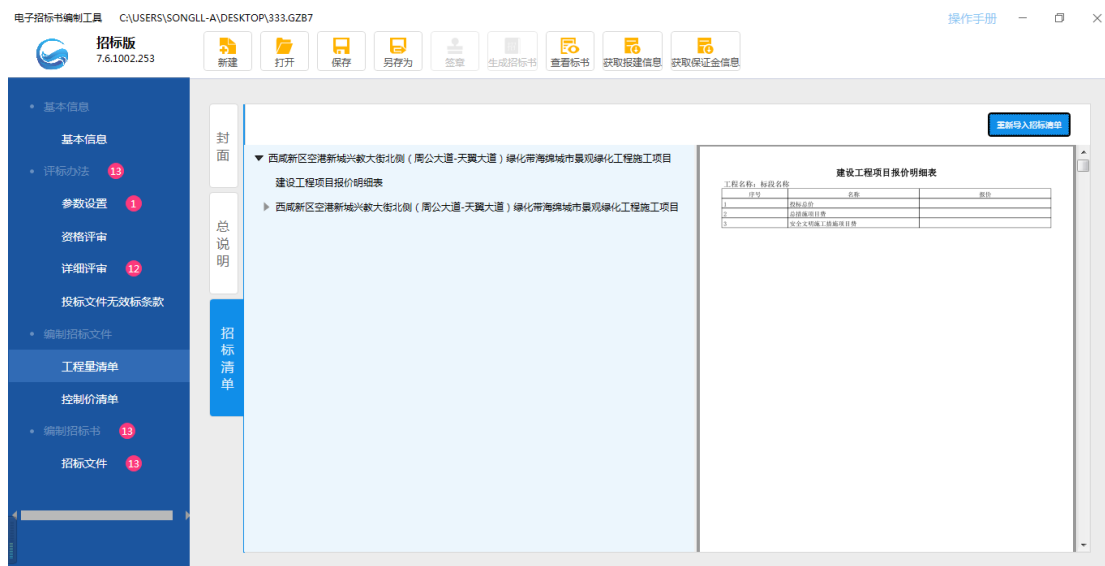 电子招标书编制工具 C:\USERS\SONGLL-A\DESKTOP\333.GZB7 操作手册
招标版
7.6.1002.253
新建 打开 保存 另存为 签章 生成招标书 查看标书 获取报建信息 获取保证金信息
基本信息
基本信息
评标办法 13
参数设置 1
资格评审
详细评审 12
投标文件无效标条款
编制招标文件
工程量清单
控制价清单
编制招标书 13
招标文件 13
封面
总说明
招标清单
重新导入招标清单
西咸新区空港新城兴教大街北侧（周公大道-天翼大道）绿化带海绵城市景观绿化工程施工项目
建设工程项目报价明细表
西咸新区空港新城兴教大街北侧（周公大道-天翼大道）绿化带海绵城市景观绿化工程施工项目
建设工程项目报价明细表
工程名称：标段名称
序号 名称 报价
1 投标总价
2 总措施项目费
3 安全文明施工措施项目费